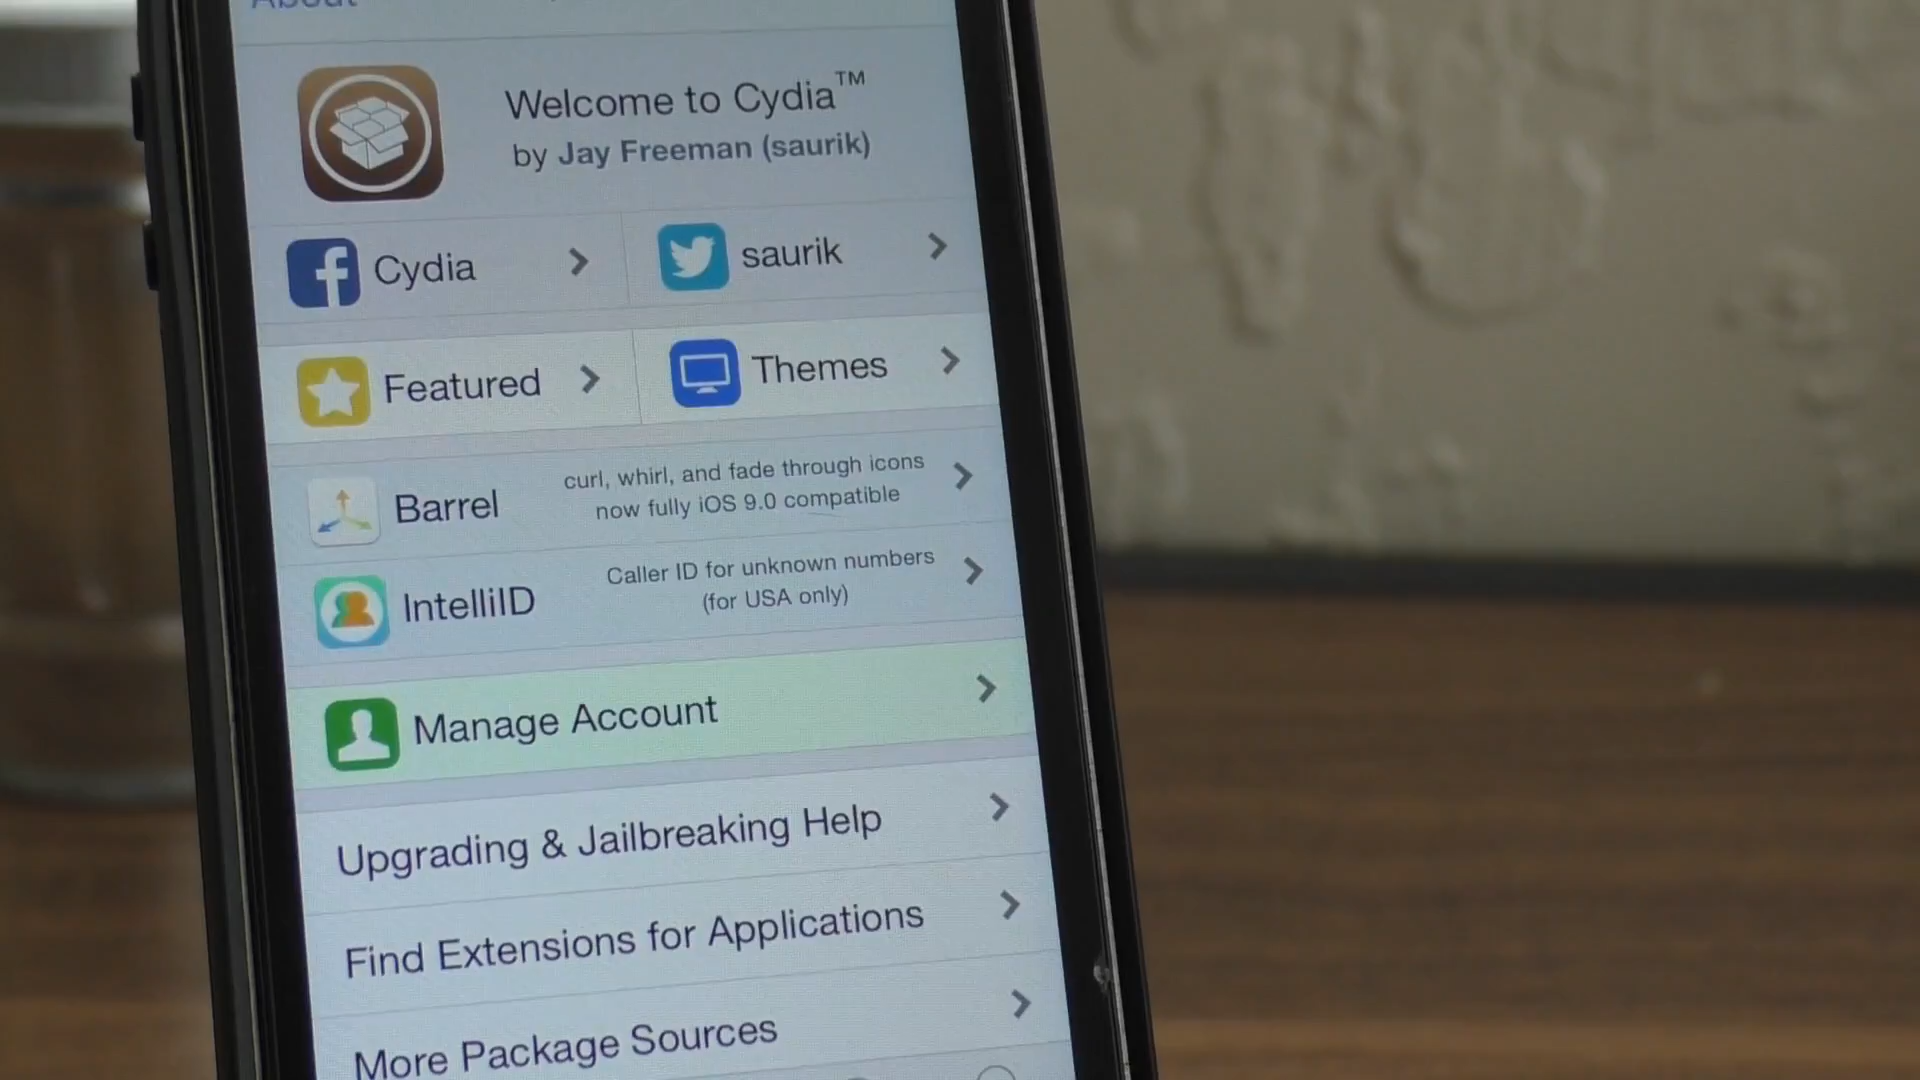 About
Welcome to Cydia™
by Jay Freeman (saurik)
Cydia
saurik
Featured
Themes
Barrel
curl, whirl, and fade through icons
now fully iOS 9.0 compatible
IntelliID
Caller ID for unknown numbers
(for USA only)
Manage Account
Upgrading & Jailbreaking Help
Find Extensions for Applications
More Package Sources